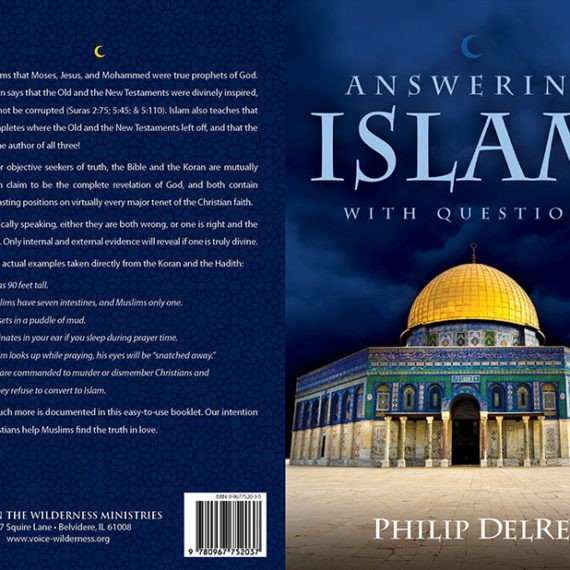 ms that Moses, Jesus, and Mohammed were true prophets of God.
n says that the Old and the New Testaments were divinely inspired,
not be corrupted (Suras 2:75; 5:45; & 5:110). Islam also teaches that
pletes where the Old and the New Testaments left off, and that the
e author of all three!
r objective seekers of truth, the Bible and the Koran are mutually
h claim to be the complete revelation of God, and both contain
asting positions on virtually every major tenet of the Christian faith.
ically speaking, either they are both wrong, or one is right and the
. Only internal and external evidence will reveal if one is truly divine.
actual examples taken directly from the Koran and the Hadith:
as 90 feet tall.
lims have seven intestines, and Muslims only one.
sets in a puddle of mud.
inates in your ear if you sleep during prayer time.
im looks up while praying, his eyes will be “snatched away.”
are commanded to murder or dismember Christians and
hey refuse to convert to Islam.
uch more is documented in this easy-to-use booklet. Our intention
istians help Muslims find the truth in love.
N THE WILDERNESS MINISTRIES
7 Squire Lane • Belvidere, IL 61008
www.voice-wilderness.org
ISBN: 0-9677520-3-5
9 780967 752037
ANSWERIN
ISLAM
WITH QUESTIO
PHILIP DELRE